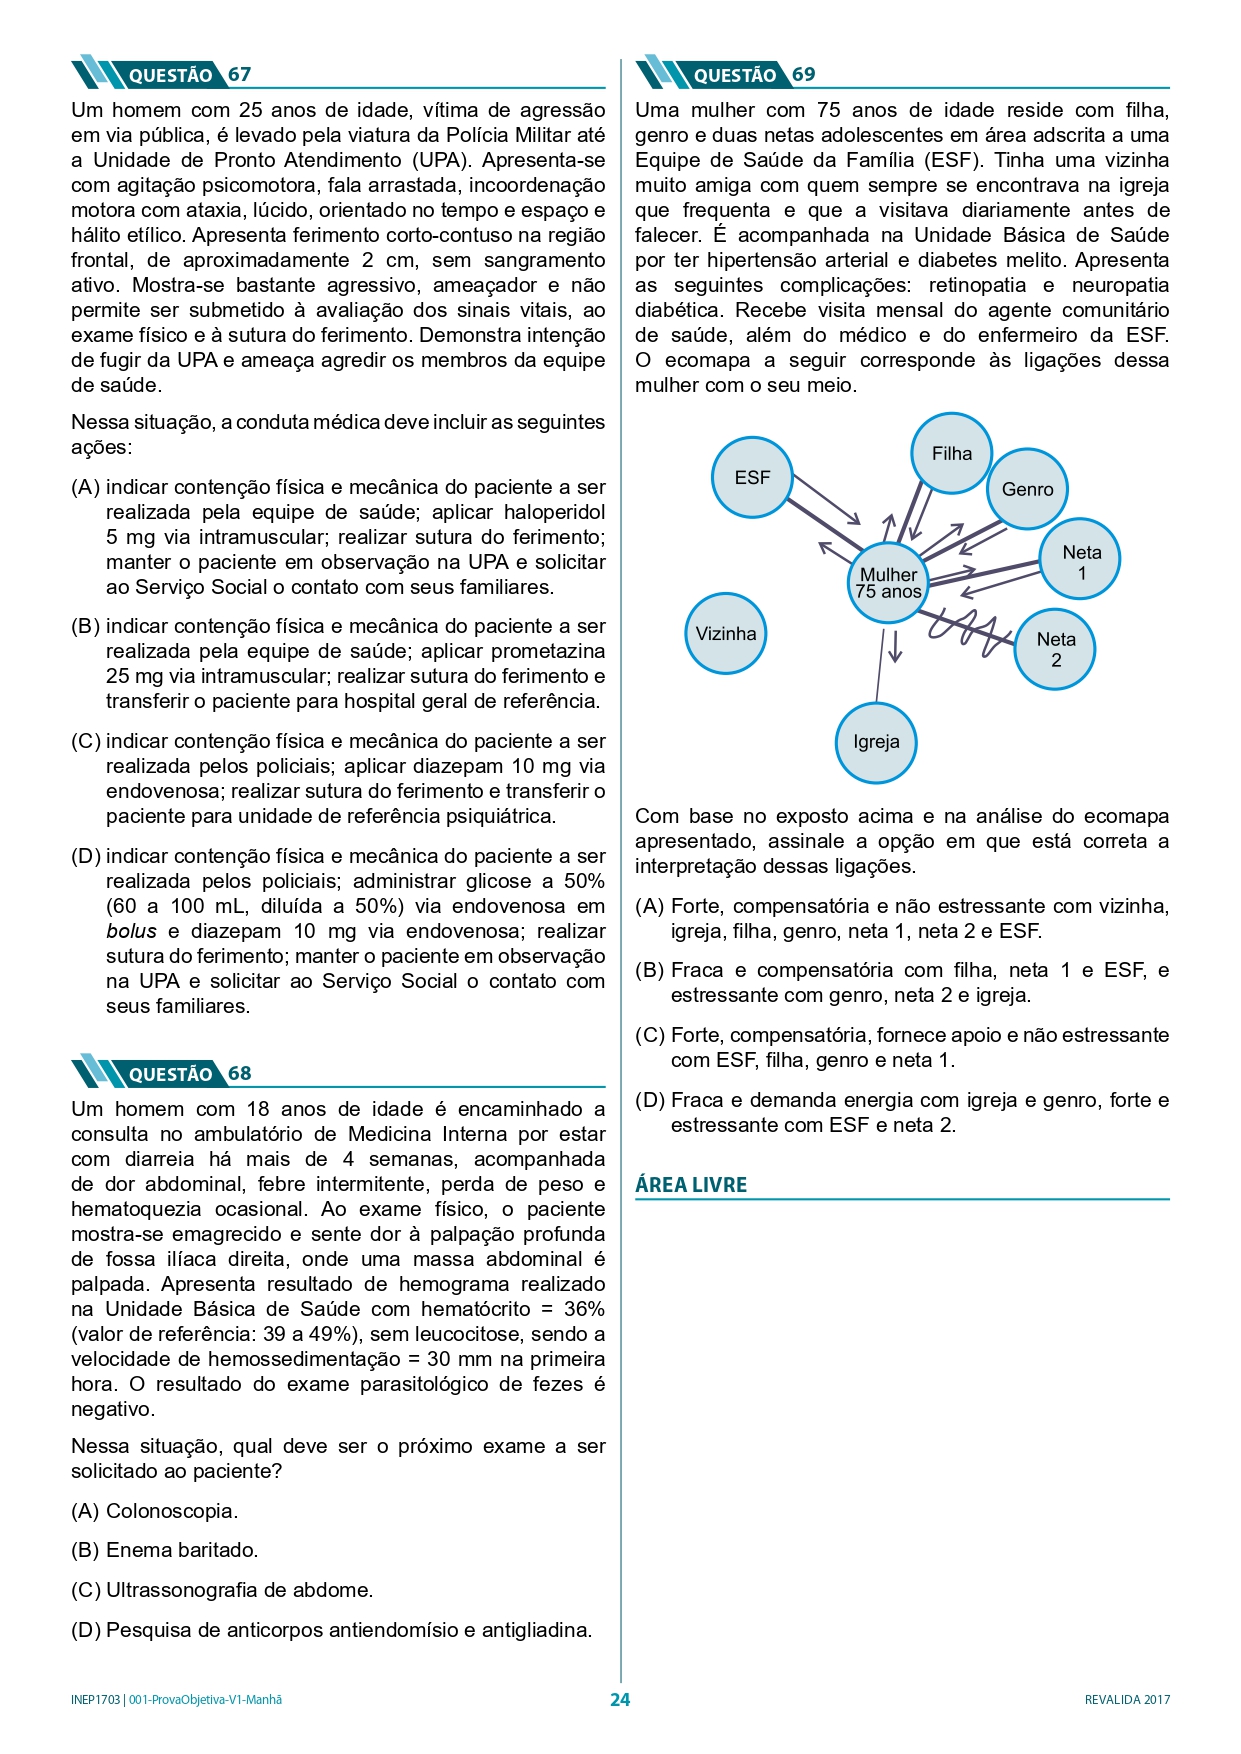 QUESTÃO 67
Um homem com 25 anos de idade, vítima de agressão
em via pública, é levado pela viatura da Polícia Militar até
a Unidade de Pronto Atendimento (UPA). Apresenta-se
com agitação psicomotora, fala arrastada, incoordenação
motora com ataxia, lúcido, orientado no tempo e espaço e
hálito etílico. Apresenta ferimento corto-contuso na região
frontal, de aproximadamente 2 cm, sem sangramento
ativo. Mostra-se bastante agressivo, ameaçador e não
permite ser submetido à avaliação dos sinais vitais, ao
exame físico e à sutura do ferimento. Demonstra intenção
de fugir da UPA e ameaça agredir os membros da equipe
de saúde.
Nessa situação, a conduta médica deve incluir as seguintes
ações:
(A) indicar contenção física e mecânica do paciente a ser
realizada pela equipe de saúde; aplicar haloperidol
5 mg via intramuscular; realizar sutura do ferimento;
manter o paciente em observação na UPA e solicitar
ao Serviço Social o contato com seus familiares.
(B) indicar contenção física e mecânica do paciente a ser
realizada pela equipe de saúde; aplicar prometazina
25 mg via intramuscular; realizar sutura do ferimento e
transferir o paciente para hospital geral de referência.
(C) indicar contenção física e mecânica do paciente a ser
realizada pelos policiais; aplicar diazepam 10 mg via
endovenosa; realizar sutura do ferimento e transferir o
paciente para unidade de referência psiquiátrica.
(D) indicar contenção física e mecânica do paciente a ser
realizada pelos policiais; administrar glicose a 50%
(60 a 100 mL, diluída a 50%) via endovenosa em
bolus e diazepam 10 mg via endovenosa; realizar
sutura do ferimento; manter o paciente em observação
na UPA e solicitar ao Serviço Social o contato com
seus familiares.
QUESTÃO 68
Um homem com 18 anos de idade é encaminhado a
consulta no ambulatório de Medicina Interna por estar
com diarreia há mais de 4 semanas, acompanhada
de dor abdominal, febre intermitente, perda de peso e
hematoquezia ocasional. Ao exame físico, o paciente
mostra-se emagrecido e sente dor à palpação profunda
de fossa ilíaca direita, onde uma massa abdominal é
palpada. Apresenta resultado de hemograma realizado
na Unidade Básica de Saúde com hematócrito = 36%
(valor de referência: 39 a 49%), sem leucocitose, sendo a
velocidade de hemossedimentação = 30 mm na primeira
hora. O resultado do exame parasitológico de fezes é
negativo.
Nessa situação, qual deve ser o próximo exame a ser
solicitado ao paciente?
(A) Colonoscopia.
(B) Enema baritado.
(C) Ultrassonografia de abdome.
(D) Pesquisa de anticorpos antiendomísio e antigliadina.
QUESTÃO 69
Uma mulher com 75 anos de idade reside com filha,
genro e duas netas adolescentes em área adscrita a uma
Equipe de Saúde da Família (ESF). Tinha uma vizinha
muito amiga com quem sempre se encontrava na igreja
que frequenta e que a visitava diariamente antes de
falecer. É acompanhada na Unidade Básica de Saúde
por ter hipertensão arterial e diabetes melito. Apresenta
as seguintes complicações: retinopatia e neuropatia
diabética. Recebe visita mensal do agente comunitário
de saúde, além do médico e do enfermeiro da ESF.
O ecomapa a seguir corresponde às ligações dessa
mulher com o seu meio.
Filha
ESF
Genro
Neta
1
Mulher
75 anos
Vizinha
Neta
2
Igreja
Com base no exposto acima e na análise do ecomapa
apresentado, assinale a opção em que está correta a
interpretação dessas ligações.
(A) Forte, compensatória e não estressante com vizinha,
igreja, filha, genro, neta 1, neta 2 e ESF.
(B) Fraca e compensatória com filha, neta 1 e ESF, e
estressante com genro, neta 2 e igreja.
(C) Forte, compensatória, fornece apoio e não estressante
com ESF, filha, genro e neta 1.
(D) Fraca e demanda energia com igreja e genro, forte e
estressante com ESF e neta 2.
ÁREA LIVRE
INEP1703 | 001-ProvaObjetiva-V1-Manhã
24
REVALIDA 2017